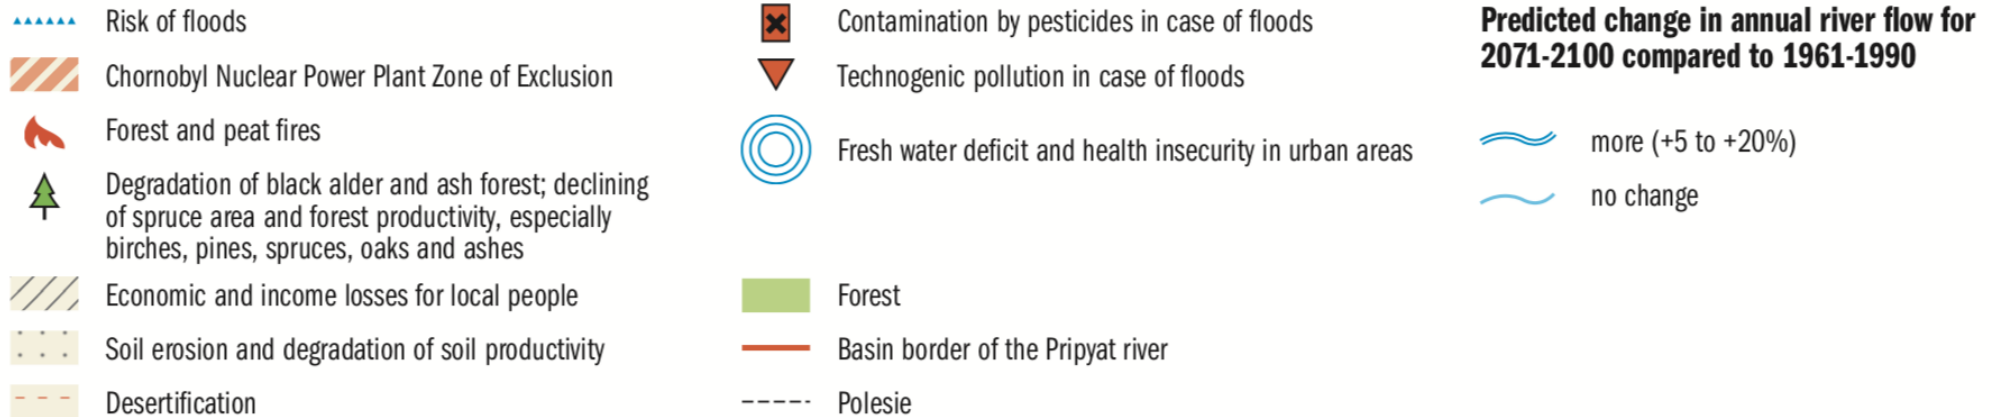 Risk of floods
Chornobyl Nuclear Power Plant Zone of Exclusion
Forest and peat fires
Degradation of black alder and ash forest; declining
of spruce area and forest productivity, especially
birches, pines, spruces, oaks and ashes
Economic and income losses for local people
Soil erosion and degradation of soil productivity
Desertification
Contamination by pesticides in case of floods
Technogenic pollution in case of floods
Fresh water deficit and health insecurity in urban areas
Forest
Basin border of the Pripyat river
Polesie
Predicted change in annual river flow for
2071-2100 compared to 1961-1990
more (+5 to +20%)
no change